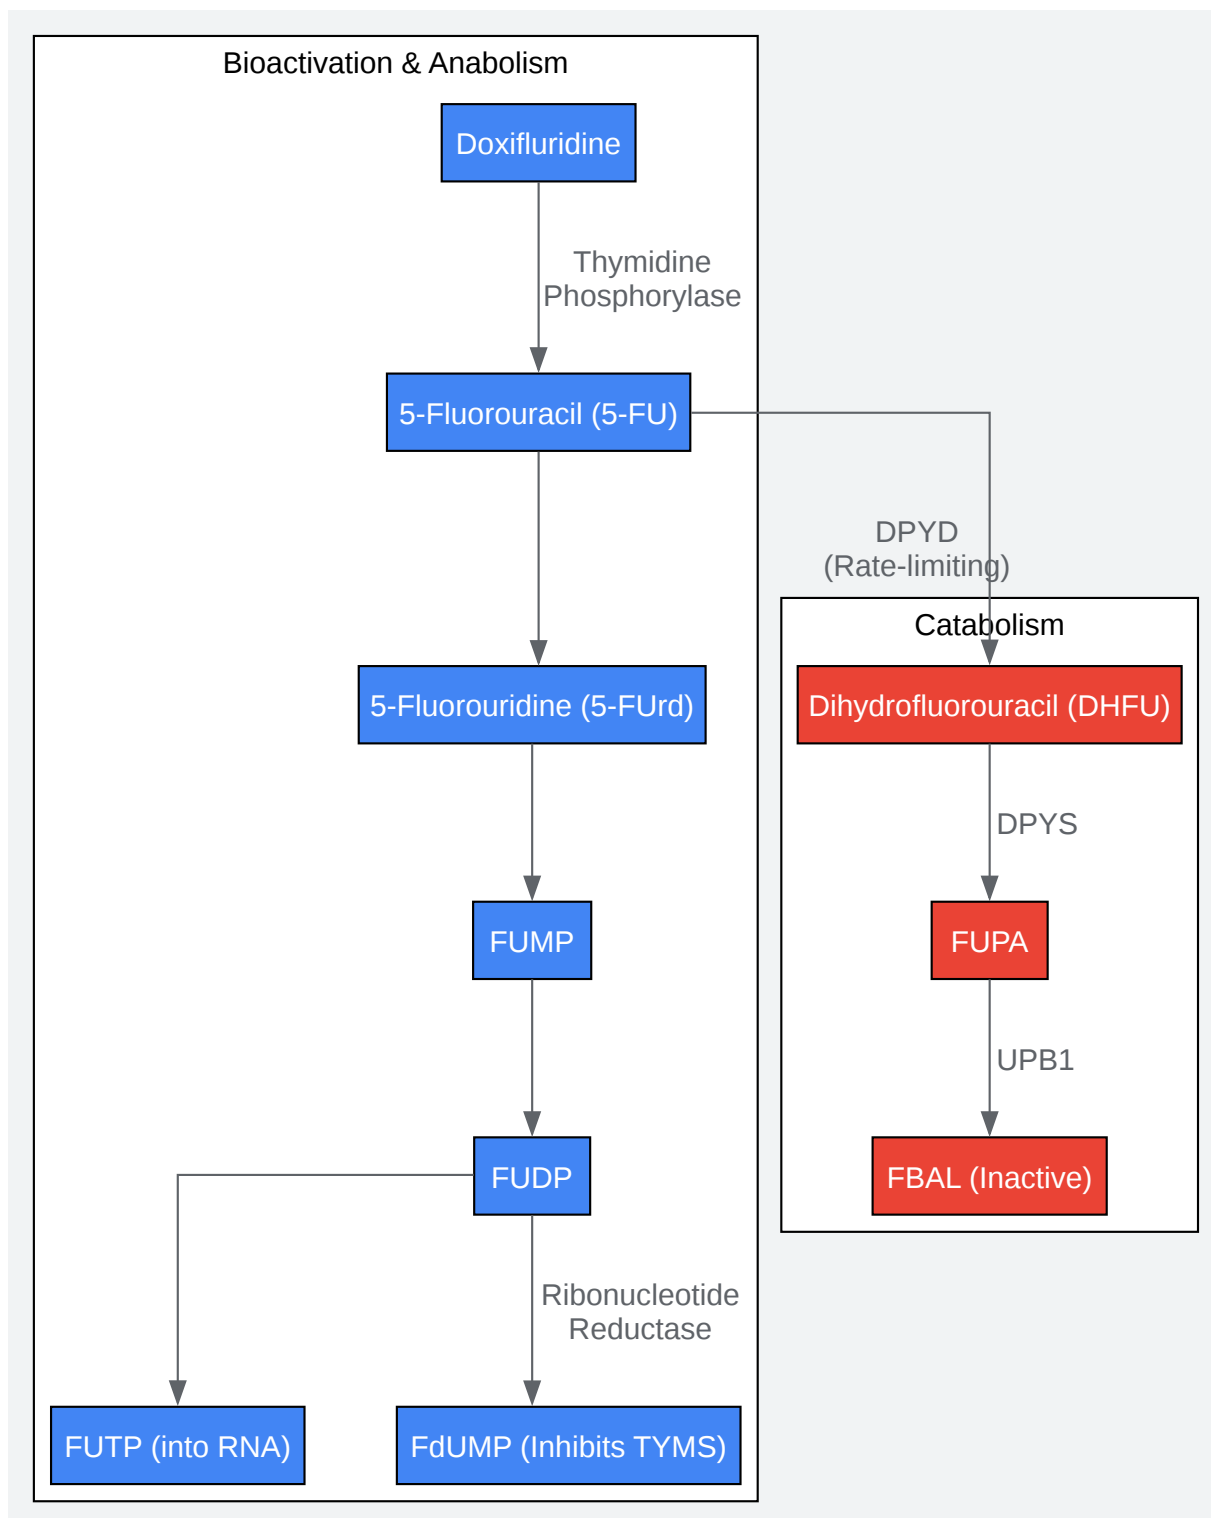 Bioactivation & Anabolism
Doxifluridine
Thymidine
Phosphorylase
5-Fluorouracil (5-FU)
DPYD
(Rate-limiting)
Catabolism
5-Fluorouridine (5-FUrd)
Dihydrofluorouracil (DHFU)
DPYS
FUMP
FUPA
UPB1
FUDP
FBAL (Inactive)
Ribonucleotide
Reductase
FUTP (into RNA)
FdUMP (Inhibits TYMS)